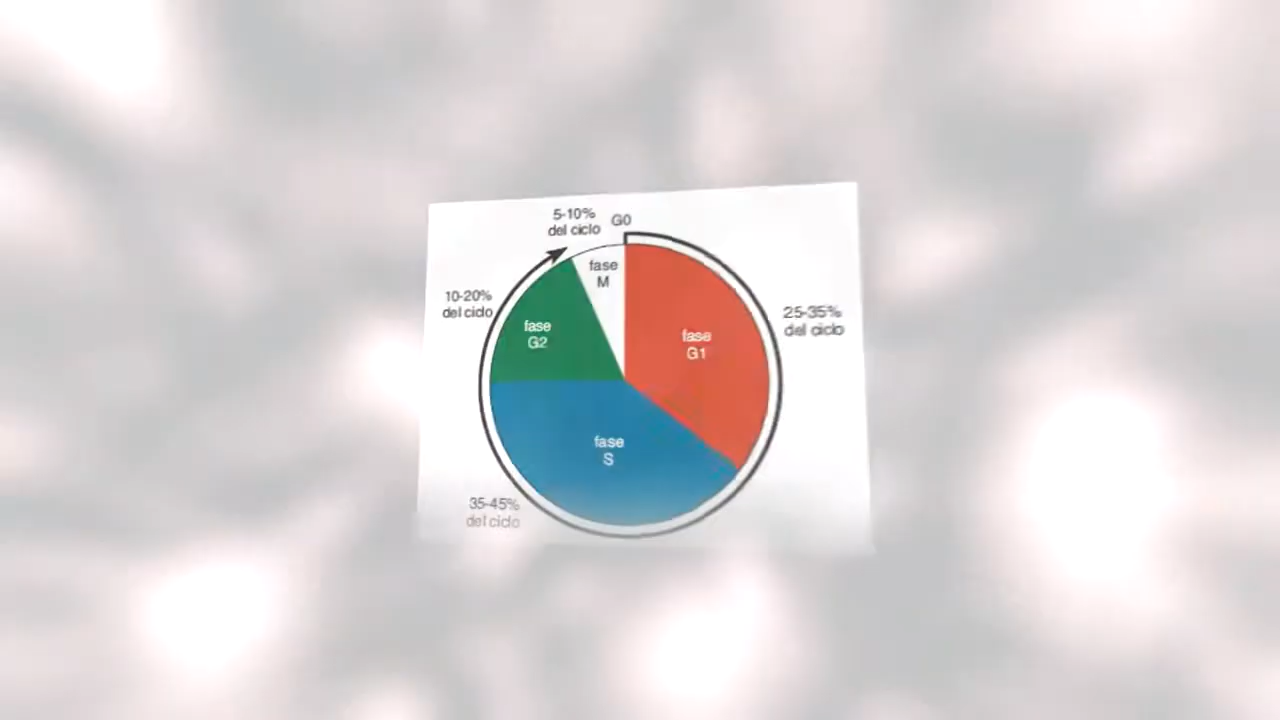 5-10%
del ciclo
G0
fase
M
10-20%
del ciclo
25-35%
del ciclo
fase
G2
fase
G1
fase
S
35-45%
del ciclo